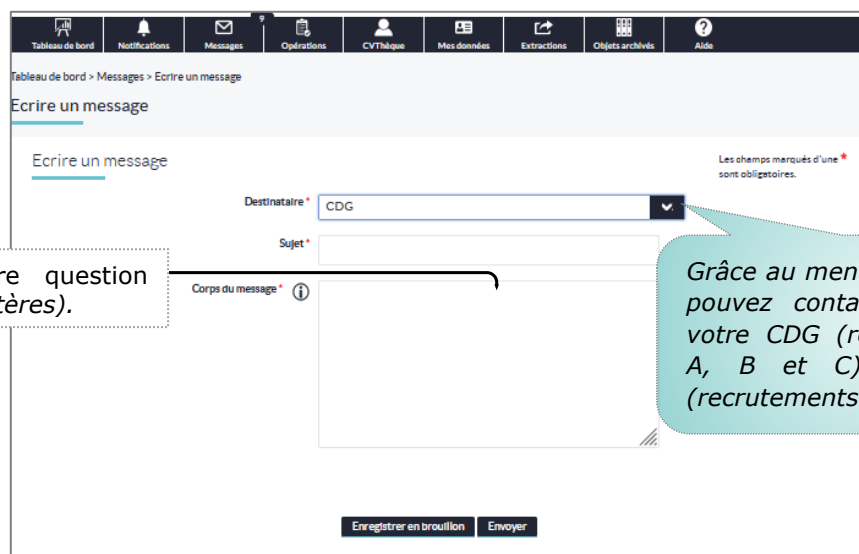 9
Tableau de bord Notifications Messages Opérations CVThèque Mes données Extractions Objets archivés Aide
Tableau de bord > Messages > Ecrire un message
Ecrire un message
Ecrire un message
Les champs marqués d'une *
sont obligatoires.
Destinataire * CDG
Sujet *
Corps du message *
re question
tères).
Grâce au men
pouvez conta
votre CDG (r
A, B et C)
(recrutements
Enregistrer en brouillon Envoyer